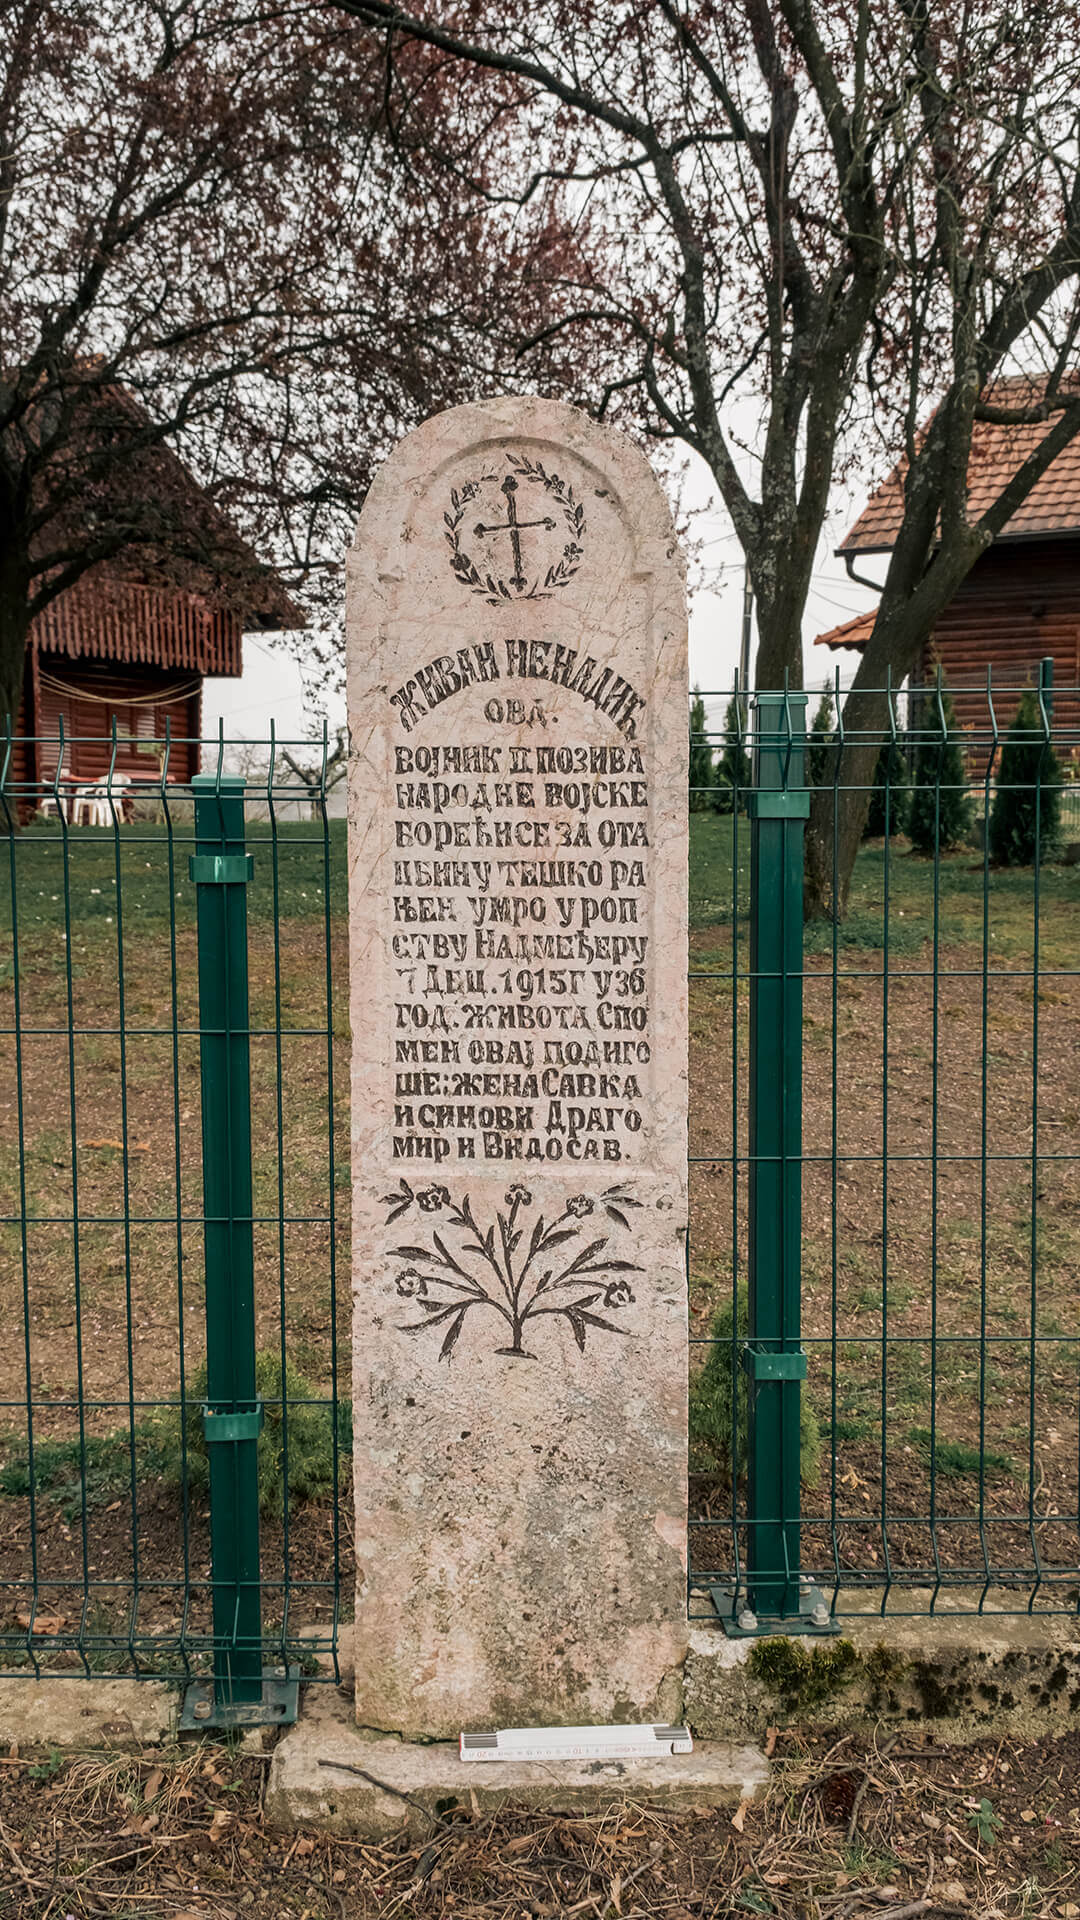 ЖИВАН НЕНАДИЋ
ОВД.
ВОЈНИК II ПОЗИВА
НАРОДНЕ ВОЈСКЕ
БОРЕЋИСЕ ЗА ОТА
ЏБИНУ ТЕШКО РА
ЊЕН УМРО У РОП
СТВУ НАДМЕЂЕРУ
7 ДЕЦ. 1915 Г У 36
ГОД. ЖИВОТА СПО
МЕН ОВАЈ ПОДИГО
ШЕ: ЖЕНА САВКА
И СИНОВИ ДРАГО
МИР И ВИДОСАВ.